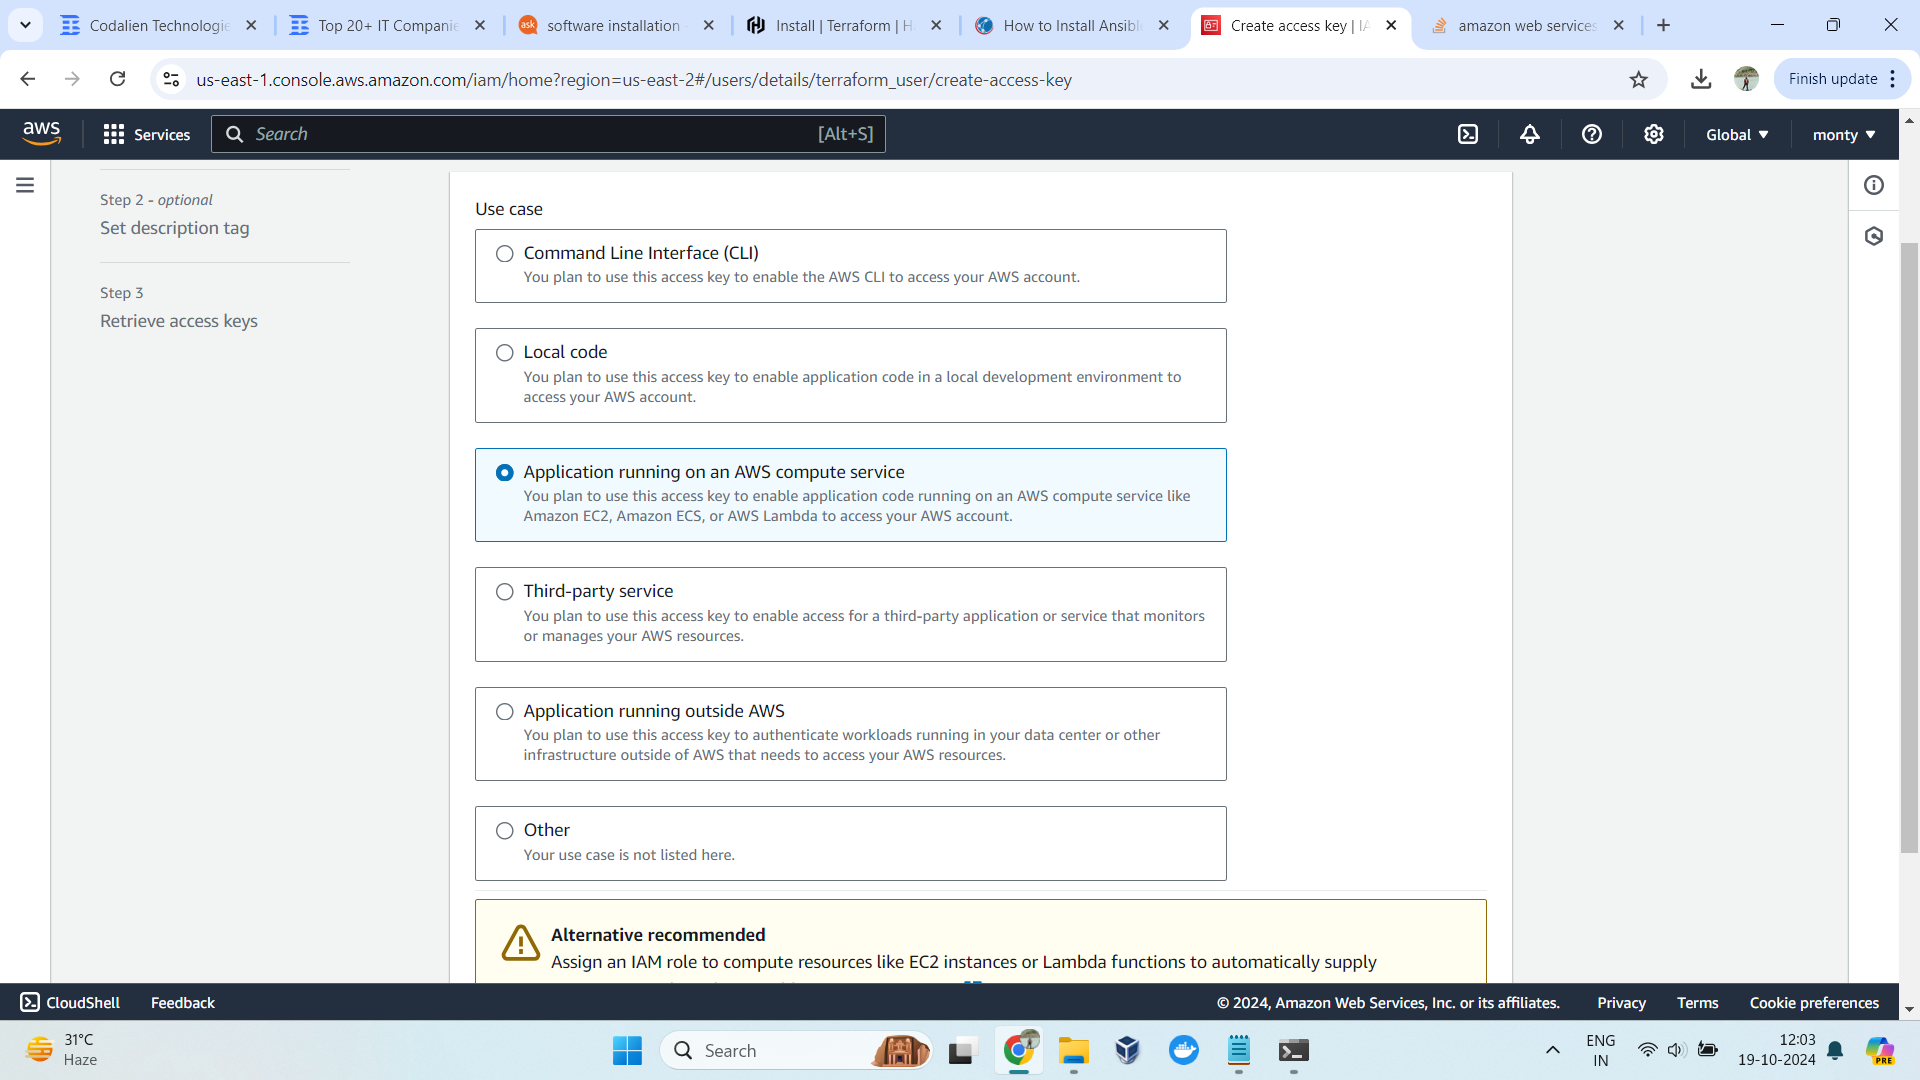 Codalien Technologie
Top 20+ IT Companie
ask
software installation
Install | Terraform | H
How to Install Ansibl
Create access key | IA
amazon web services
us-east-1.console.aws.amazon.com/iam/home?region=us-east-2#/users/details/terraform_user/create-access-key
Finish update
aws
Services
Search
[Alt+S]
Global
monty
Step 2 - optional
Set description tag
Step 3
Retrieve access keys
Use case
Command Line Interface (CLI)
You plan to use this access key to enable the AWS CLI to access your AWS account.
Local code
You plan to use this access key to enable application code in a local development environment to
access your AWS account.
Application running on an AWS compute service
You plan to use this access key to enable application code running on an AWS compute service like
Amazon EC2, Amazon ECS, or AWS Lambda to access your AWS account.
Third-party service
You plan to use this access key to enable access for a third-party application or service that monitors
or manages your AWS resources.
Application running outside AWS
You plan to use this access key to authenticate workloads running in your data center or other
infrastructure outside of AWS that needs to access your AWS resources.
Other
Your use case is not listed here.
Alternative recommended
Assign an IAM role to compute resources like EC2 instances or Lambda functions to automatically supply
CloudShell
Feedback
© 2024, Amazon Web Services, Inc. or its affiliates.
Privacy
Terms
Cookie preferences
31°C
Haze
Search
ENG
IN
12:03
19-10-2024
PRE